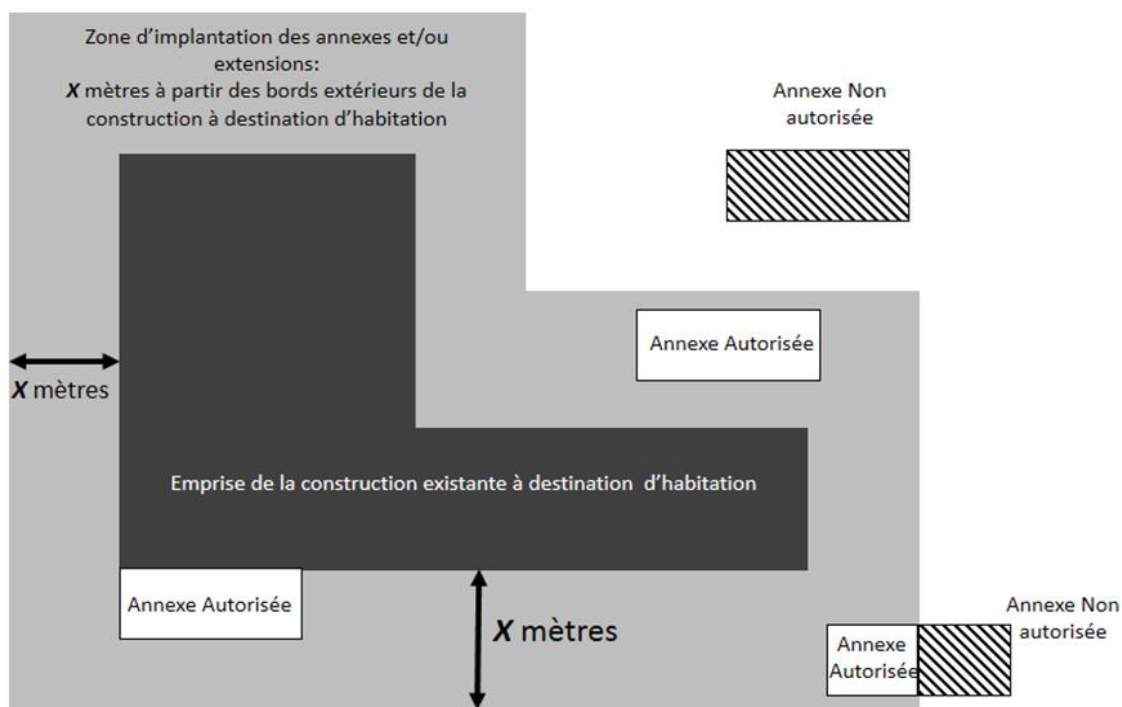 Zone d'implantation des annexes et/ou
extensions:
X mètres à partir des bords extérieurs de la
construction à destination d'habitation
Annexe Non
autorisée
Annexe Autorisée
X mètres
Emprise de la construction existante à destination d'habitation
Annexe Autorisée
X mètres
Annexe
Autorisée
Annexe Non
autorisée